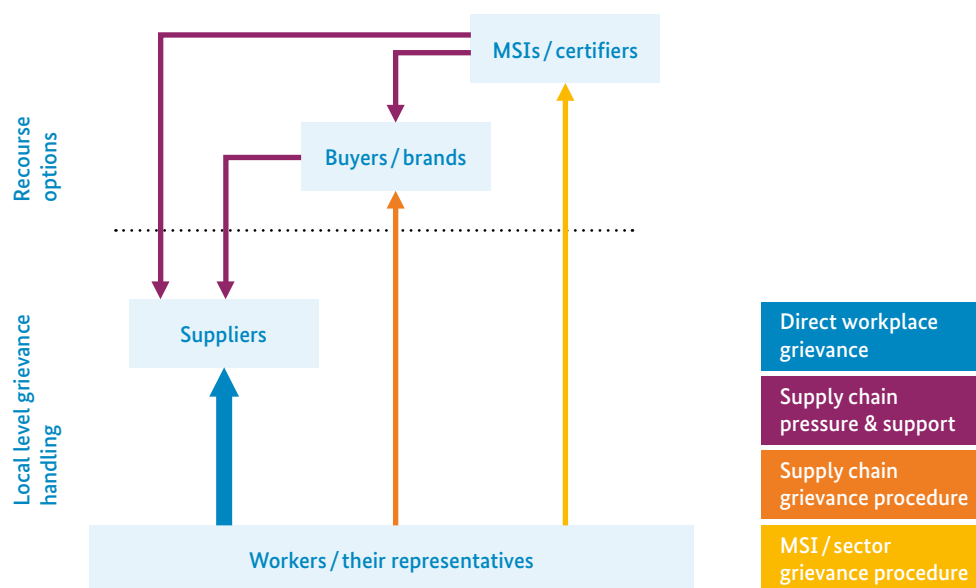 MSIs / certifiers
Buyers / brands
Recourse
options
Suppliers
Local level grievance
handling
Workers / their representatives
Direct workplace
grievance
Supply chain
pressure & support
Supply chain
grievance procedure
MSI / sector
grievance procedure